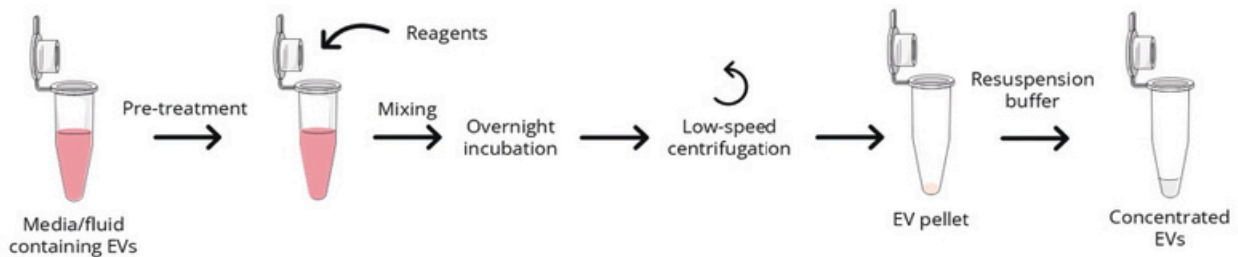 Media/fluid
containing EVs
Pre-treatment
Reagents
Mixing
Overnight
incubation
Low-speed
centrifugation
EV pellet
Resuspension
buffer
Concentrated
EVs